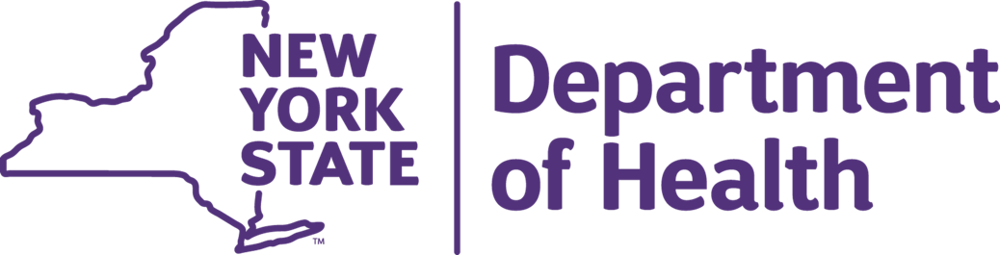 NEW
YORK
STATE
™
Department
of Health